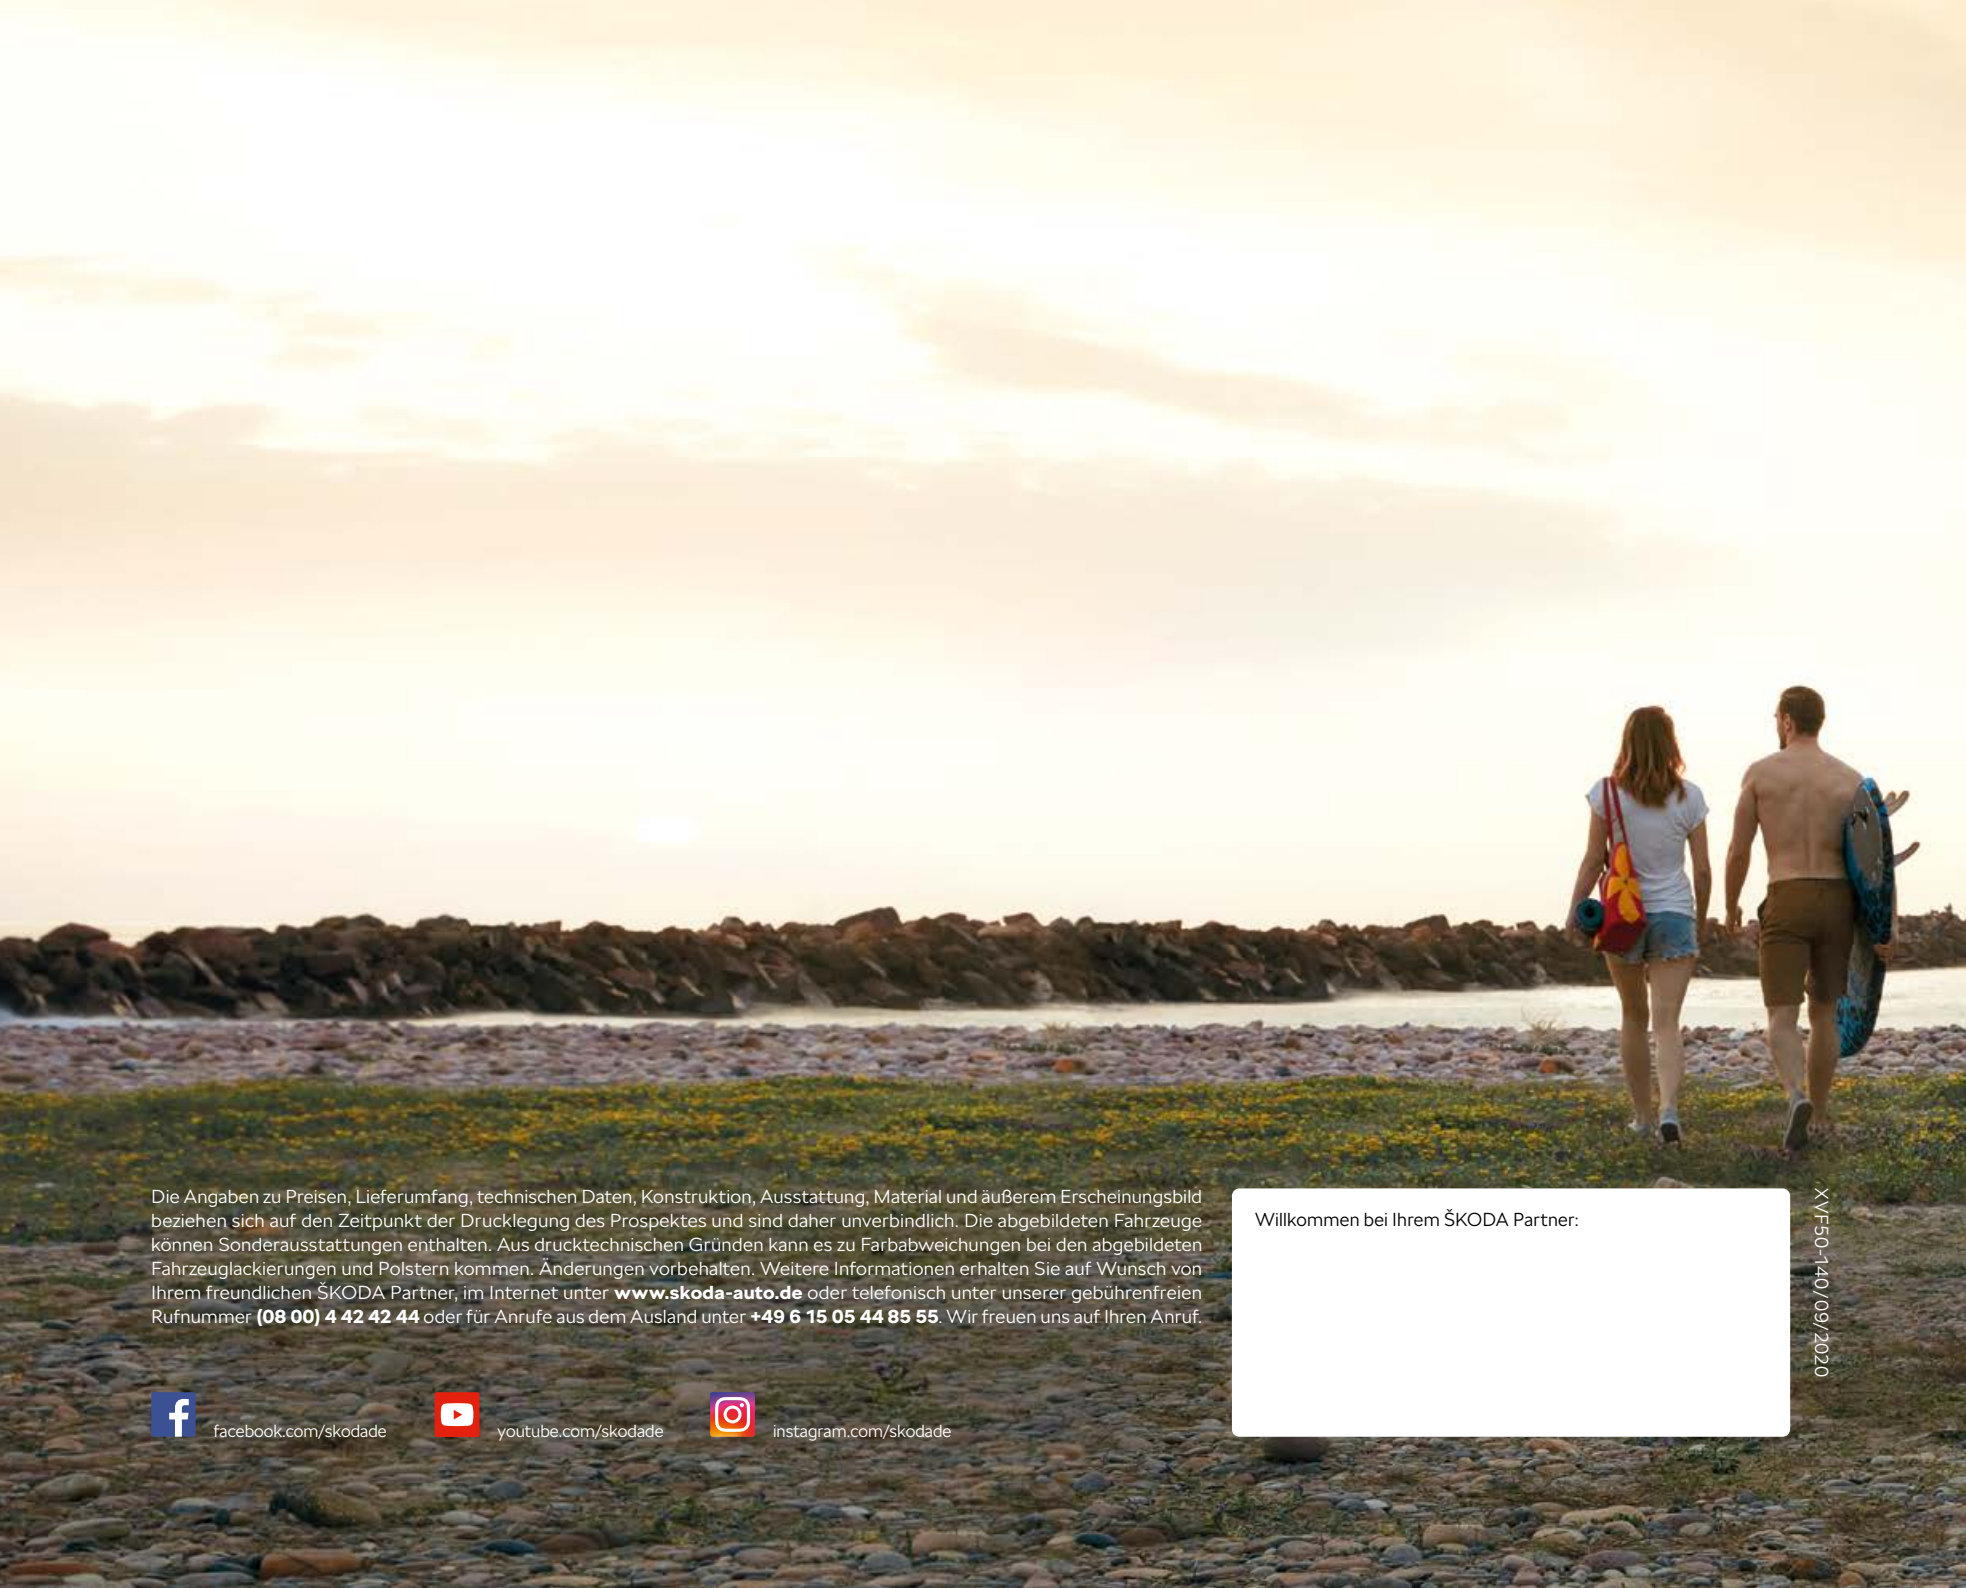 Die Angaben zu Preisen, Lieferumfang, technischen Daten, Konstruktion, Ausstattung, Material und äußerem Erscheinungsbild
beziehen sich auf den Zeitpunkt der Drucklegung des Prospektes und sind daher unverbindlich. Die abgebildeten Fahrzeuge
können Sonderausstattungen enthalten. Aus drucktechnischen Gründen kann es zu Farbabweichungen bei den abgebildeten
Fahrzeuglackierungen und Polstern kommen. Änderungen vorbehalten. Weitere Informationen erhalten Sie auf Wunsch von
Ihrem freundlichen ŠKODA Partner, im Internet unter www.skoda-auto.de oder telefonisch unter unserer gebührenfreien
Rufnummer (08 00) 4 42 42 44 oder für Anrufe aus dem Ausland unter +49 6 15 05 44 85 55. Wir freuen uns auf Ihren Anruf.
facebook.com/skodade
youtube.com/skodade
instagram.com/skodade
Willkommen bei Ihrem ŠKODA Partner:
XVF50-140/09/2020